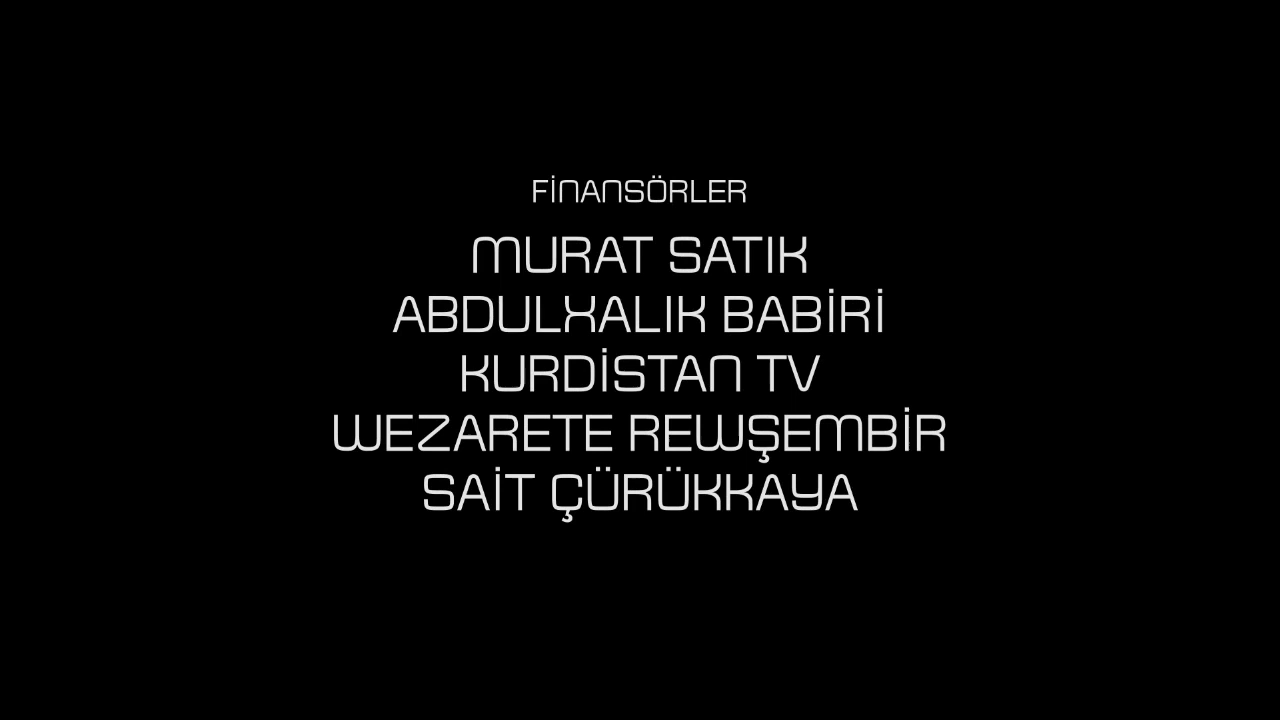 FİNANSÖRLER
MURAT SATIK
ABDULXALIK BABİRİ
KURDİSTAN TV
WEZARETE REWŞEMBİR
SAİT ÇÜRÜKKAYA